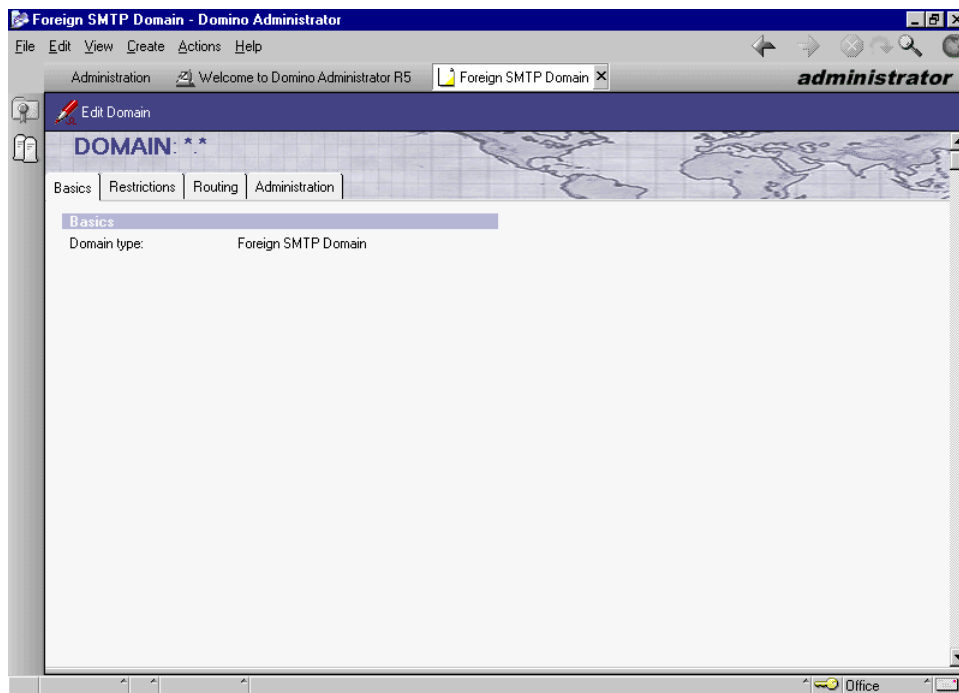 Foreign SMTP Domain - Domino Administrator
File Edit View Create Actions Help
Administration Welcome to Domino Administrator R5 Foreign SMTP Domain administrator
Edit Domain
DOMAIN: *.*
Basics Restrictions Routing Administration
Basics
Domain type: Foreign SMTP Domain
Office